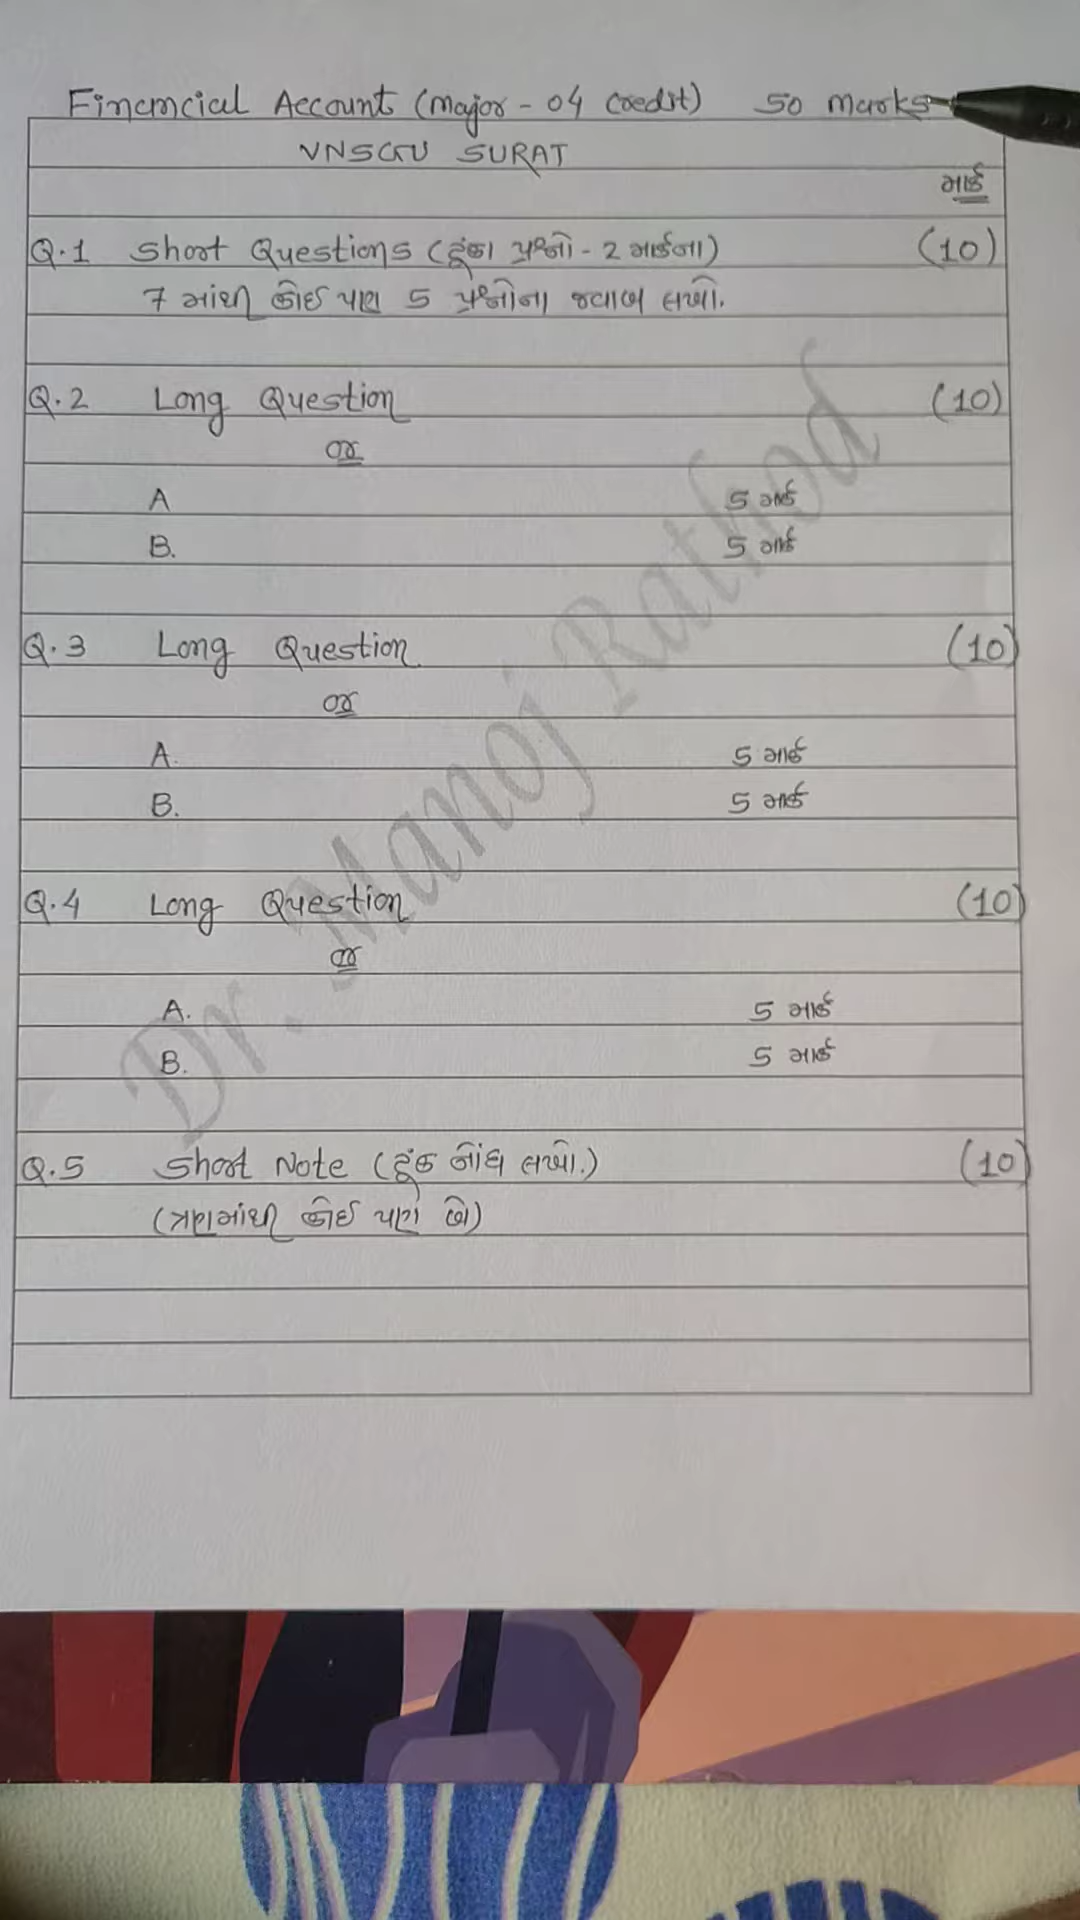 Financial Account (Major - 04 Credit) 50 Marks
VNSGU SURAT
માર્ક
Q.1 Short Questions (ટૂંકા પ્રશ્નો - 2 માર્કના) (10)
7 માંથી કોઈ પણ 5 પ્રશ્નોના જવાબ લખો.
Q.2 Long Question (10)
OR
A 5 માર્ક
B. 5 માર્ક
Q.3 Long Question. (10)
OR
A. 5 માર્ક
B. 5 માર્ક
Q.4 Long Question (10)
OR
A. 5 માર્ક
B. 5 માર્ક
Q.5 Short Note (ટૂંક નોંધ લખો.) (10)
(ત્રણમાંથી કોઈ પણ બે)
Dr. Manoj Rathod